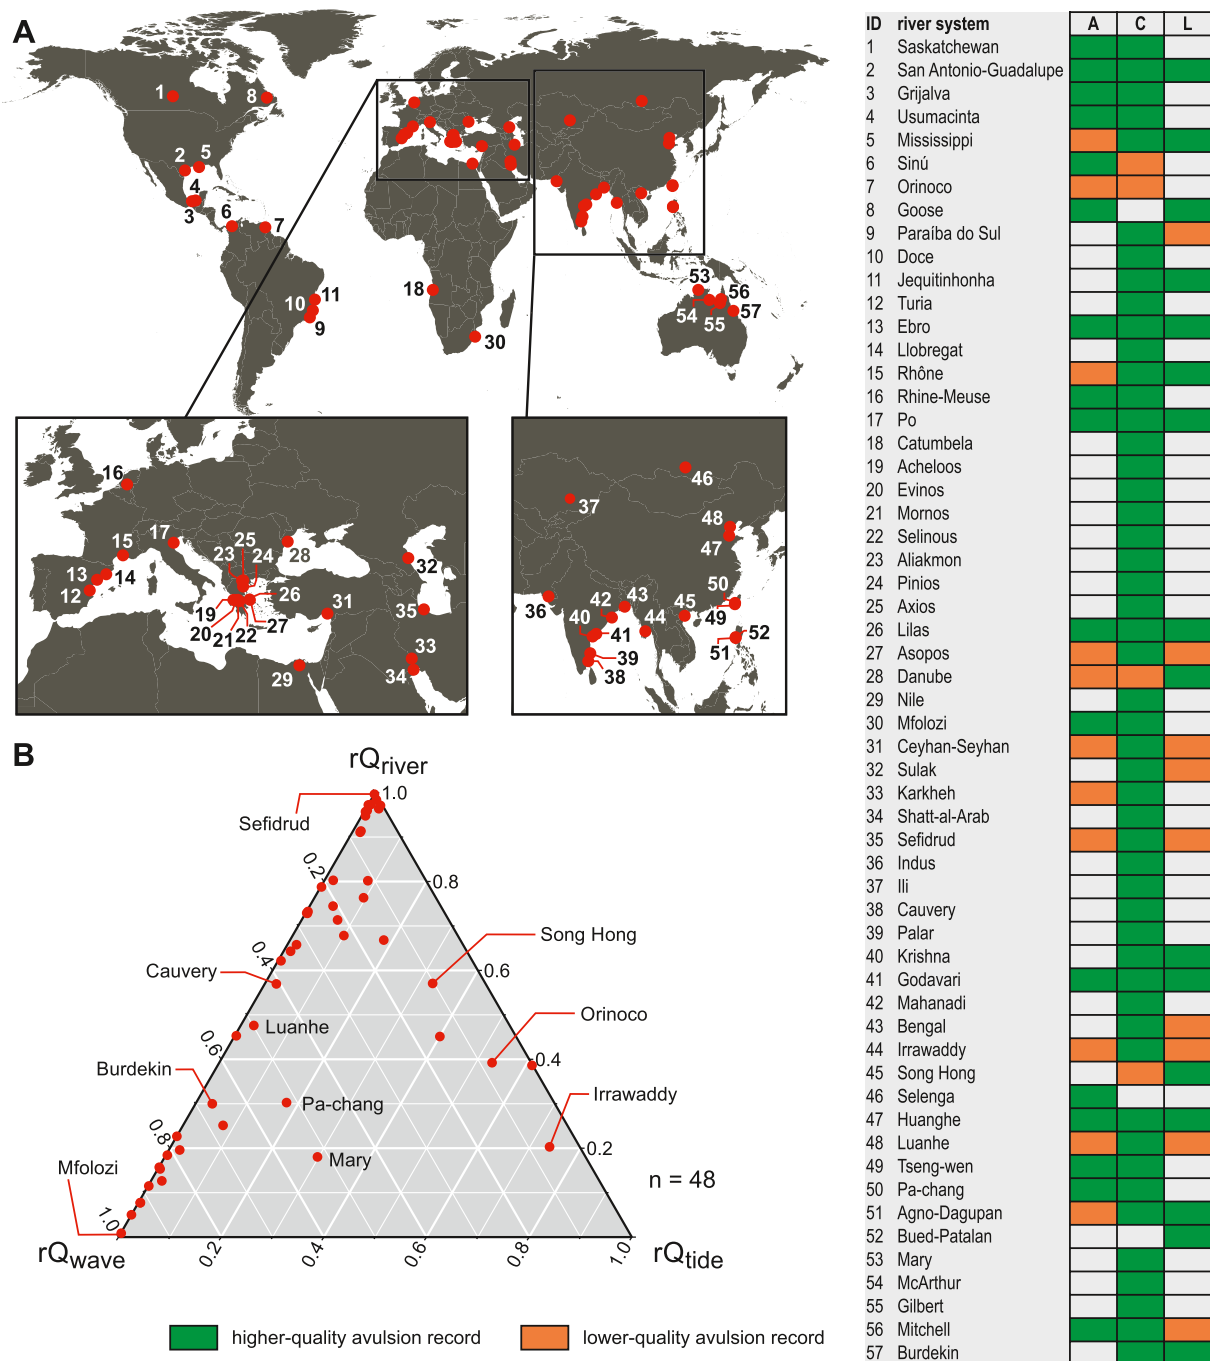 A
1
8
2
5
4
3
6
7
10
11
9
18
30
53
56
54
55
57
16
15
17
13
14
12
25
23
24
28
26
19
20
21
22
27
31
32
35
33
34
29
46
37
48
47
36
42
43
40
41
44
45
50
49
39
38
52
51
B
rQriver
1.0
Sefidrud
0.2
0.8
Song Hong
0.4
0.6
Cauvery
Luanhe
Orinoco
0.6
0.4
Burdekin
Pa-chang
Irrawaddy
0.8
0.2
Mary
Mfolozi
n = 48
1.0
rQwave
0.2
0.4
0.6
0.8
1.0
rQtide
higher-quality avulsion record
lower-quality avulsion record
ID river system A C L
1 Saskatchewan
2 San Antonio-Guadalupe
3 Grijalva
4 Usumacinta
5 Mississippi
6 Sinú
7 Orinoco
8 Goose
9 Paraíba do Sul
10 Doce
11 Jequitinhonha
12 Turia
13 Ebro
14 Llobregat
15 Rhône
16 Rhine-Meuse
17 Po
18 Catumbela
19 Acheloos
20 Evinos
21 Mornos
22 Selinous
23 Aliakmon
24 Pinios
25 Axios
26 Lilas
27 Asopos
28 Danube
29 Nile
30 Mfolozi
31 Ceyhan-Seyhan
32 Sulak
33 Karkheh
34 Shatt-al-Arab
35 Sefidrud
36 Indus
37 Ili
38 Cauvery
39 Palar
40 Krishna
41 Godavari
42 Mahanadi
43 Bengal
44 Irrawaddy
45 Song Hong
46 Selenga
47 Huanghe
48 Luanhe
49 Tseng-wen
50 Pa-chang
51 Agno-Dagupan
52 Bued-Patalan
53 Mary
54 McArthur
55 Gilbert
56 Mitchell
57 Burdekin